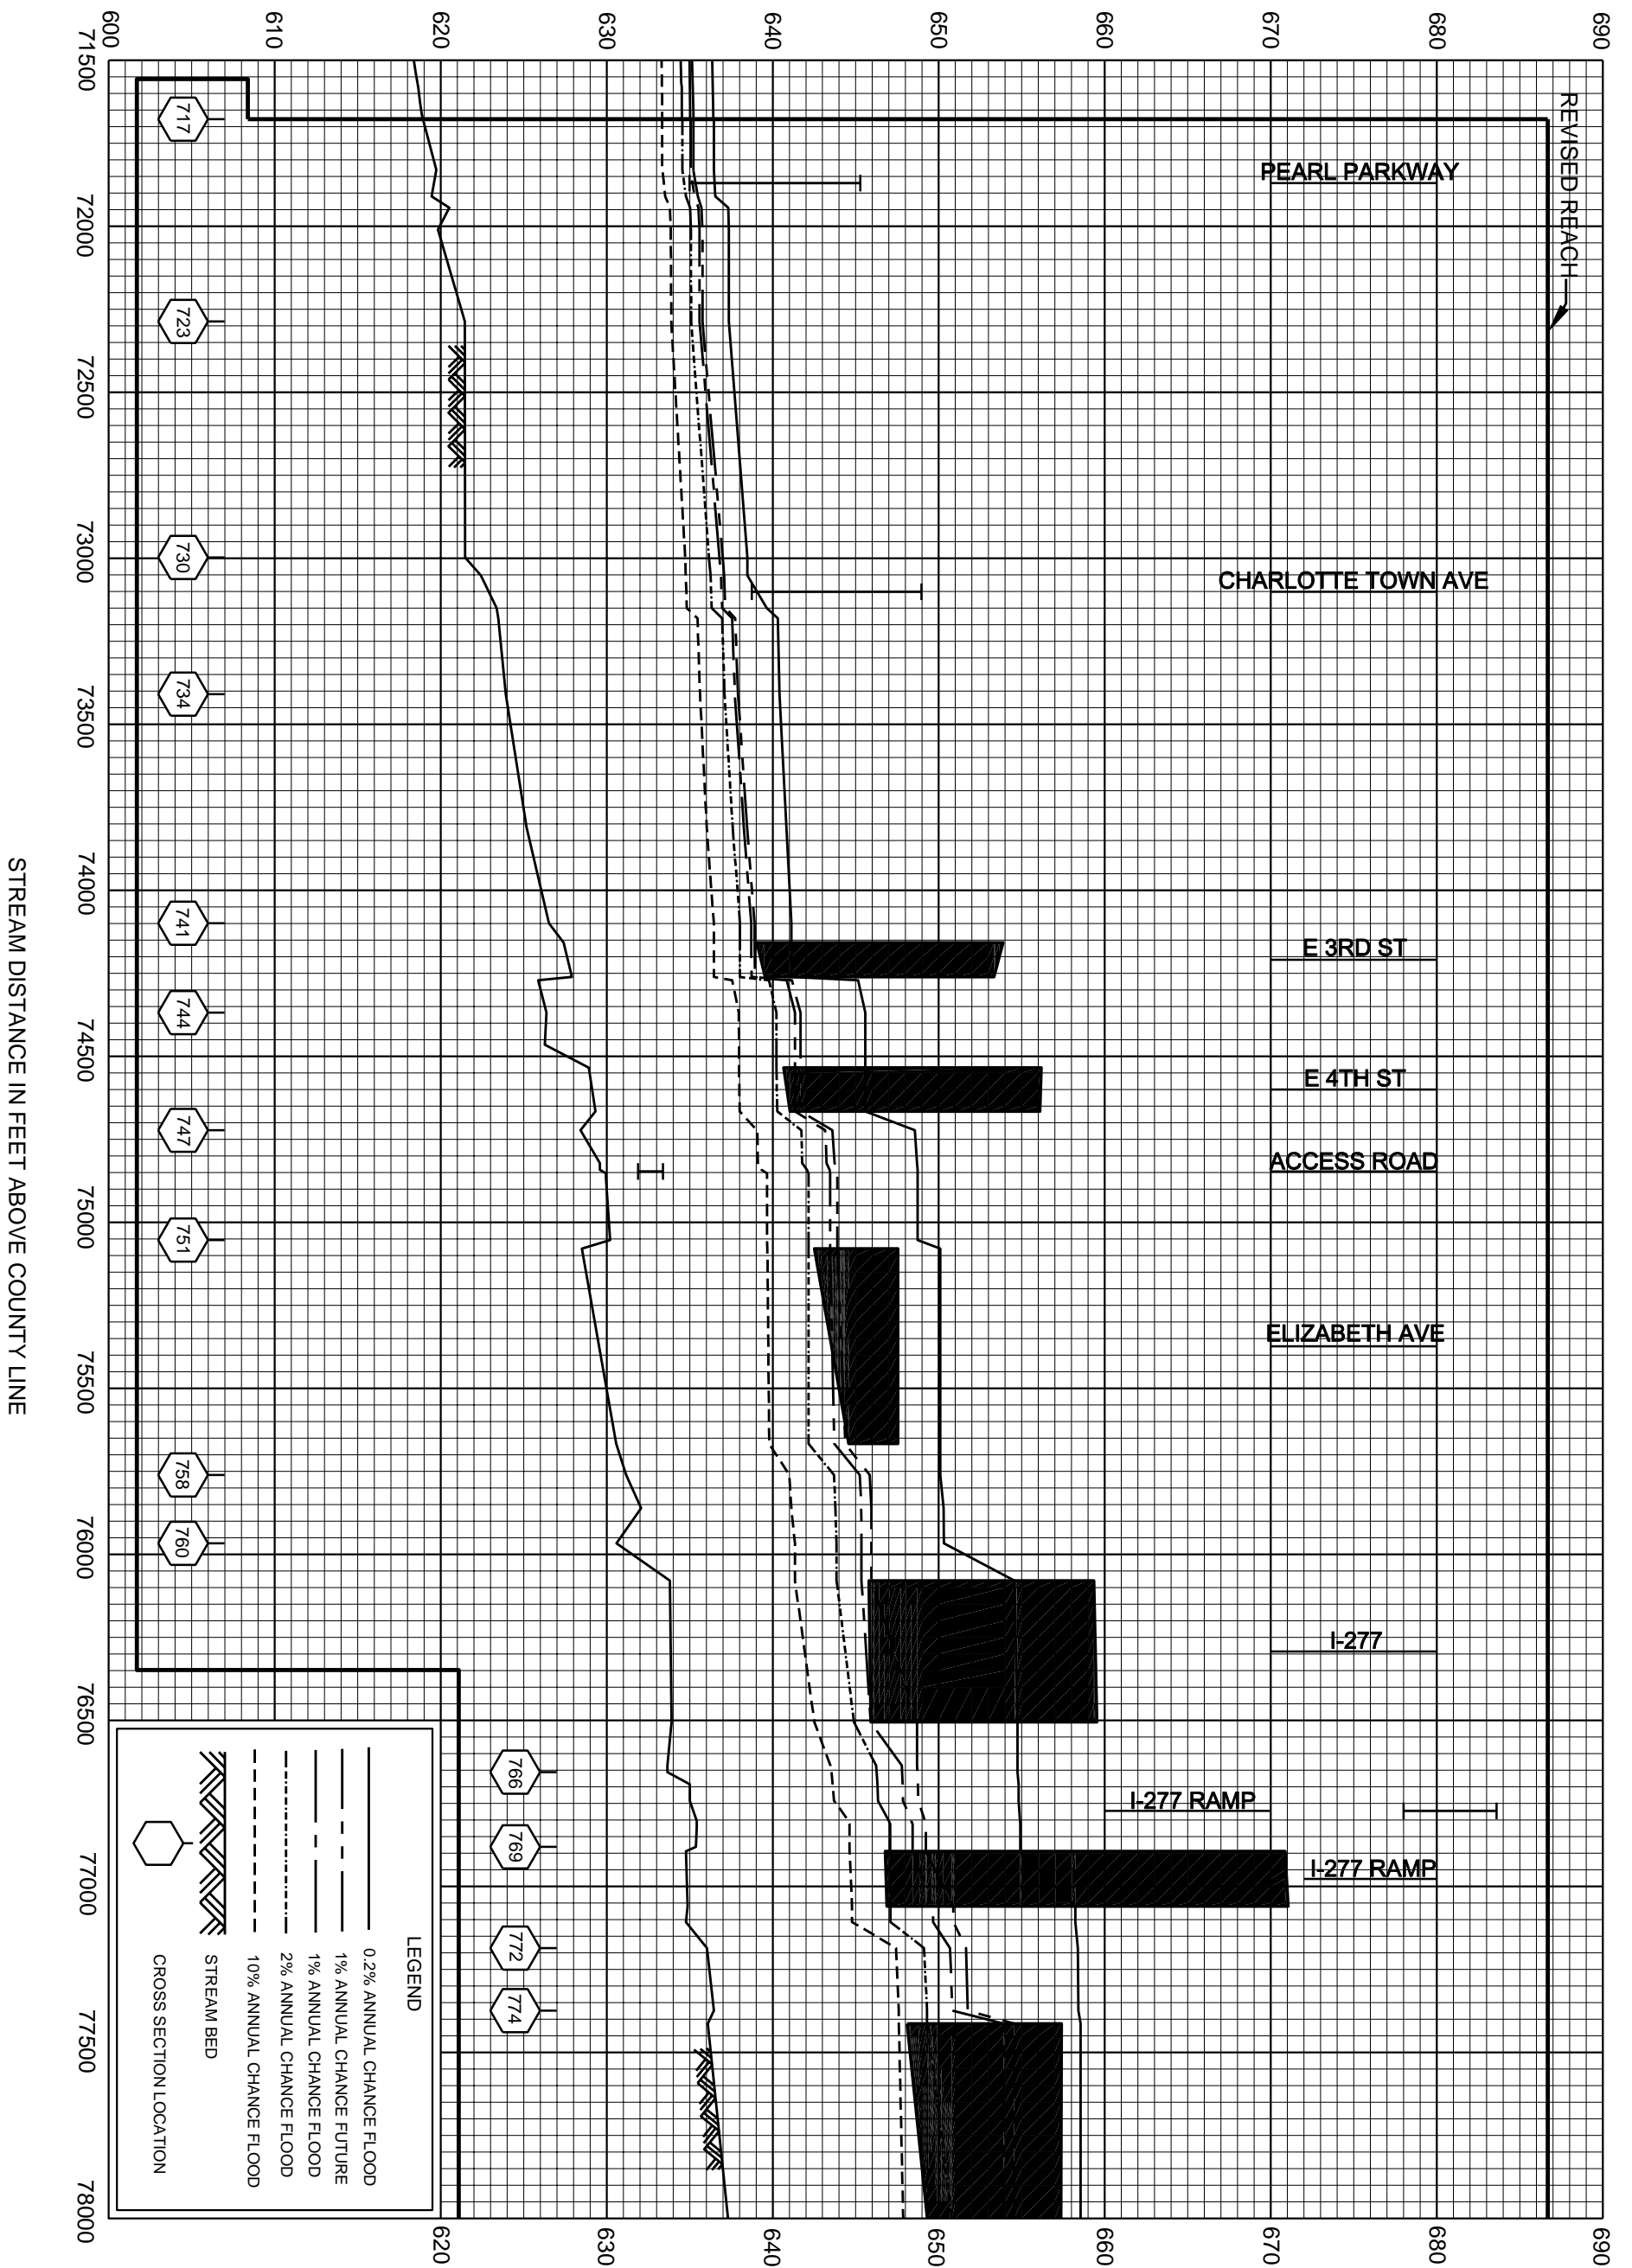 690
680
670
660
650
640
630
620
610
600
REVISED REACH
PEARL PARKWAY
CHARLOTTE TOWN AVE
E 3RD ST
E 4TH ST
ACCESS ROAD
ELIZABETH AVE
I-277
I-277 RAMP
I-277 RAMP
690
680
670
660
650
640
630
620
717
723
730
734
741
744
747
751
758
760
766
769
772
774
71500
72000
72500
73000
73500
74000
74500
75000
75500
76000
76500
77000
77500
78000
STREAM DISTANCE IN FEET ABOVE COUNTY LINE
LEGEND
0.2% ANNUAL CHANCE FLOOD
1% ANNUAL CHANCE FUTURE
1% ANNUAL CHANCE FLOOD
2% ANNUAL CHANCE FLOOD
10% ANNUAL CHANCE FLOOD
STREAM BED
CROSS SECTION LOCATION